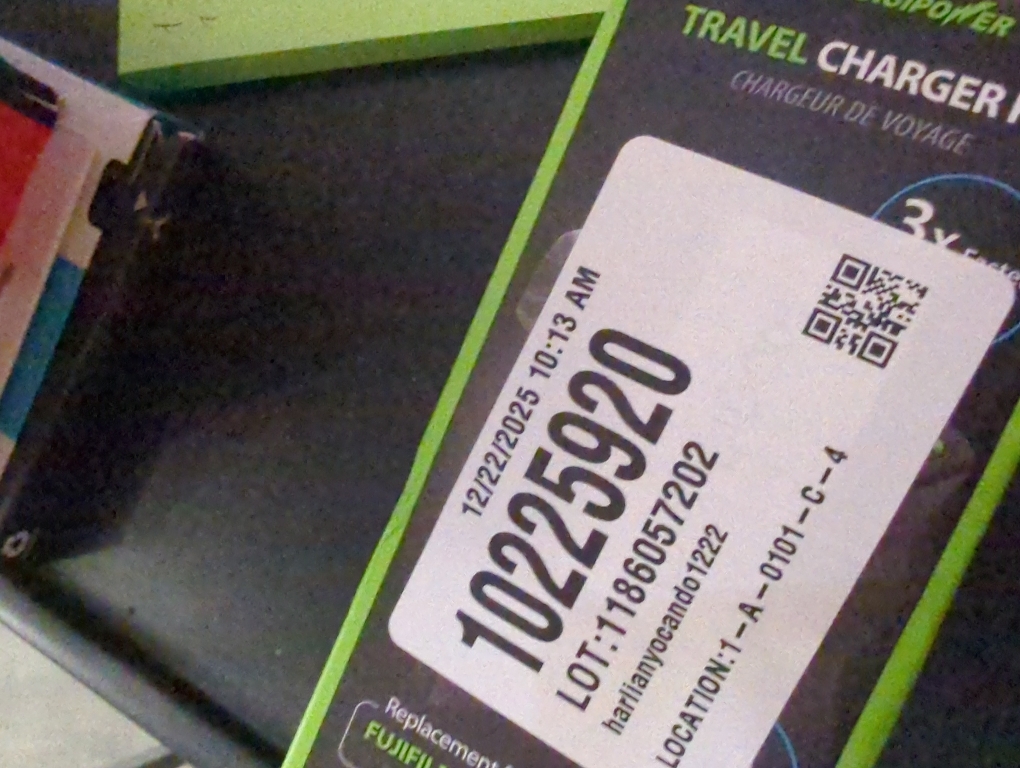 TRAVEL CHARGER
CHARGEUR DE VOYAGE
3x
12/22/2025 10:13 AM
10225920
LOT:1186057202
harlianyocando1222
LOCATION:1-A-0101-C-4
Replacement